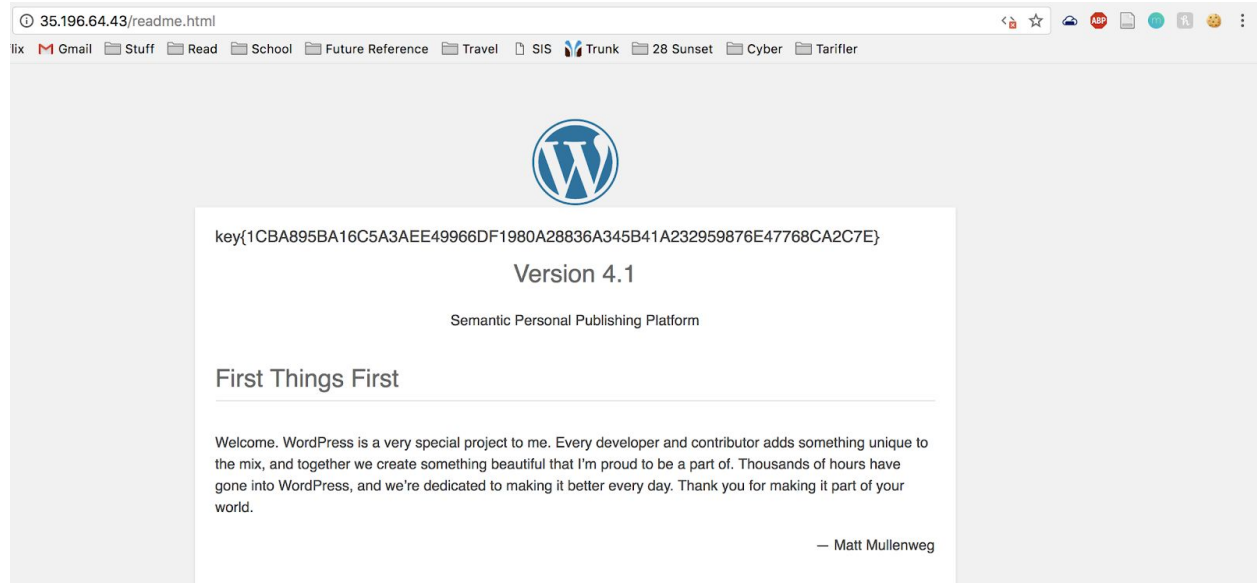 35.196.64.43/readme.html
ABP
lix Gmail Stuff Read School Future Reference Travel SIS Trunk 28 Sunset Cyber Tarifler
key{1CBA895BA16C5A3AEE49966DF1980A28836A345B41A232959876E47768CA2C7E}
Version 4.1
Semantic Personal Publishing Platform
First Things First
Welcome. WordPress is a very special project to me. Every developer and contributor adds something unique to
the mix, and together we create something beautiful that I'm proud to be a part of. Thousands of hours have
gone into WordPress, and we're dedicated to making it better every day. Thank you for making it part of your
world.
— Matt Mullenweg